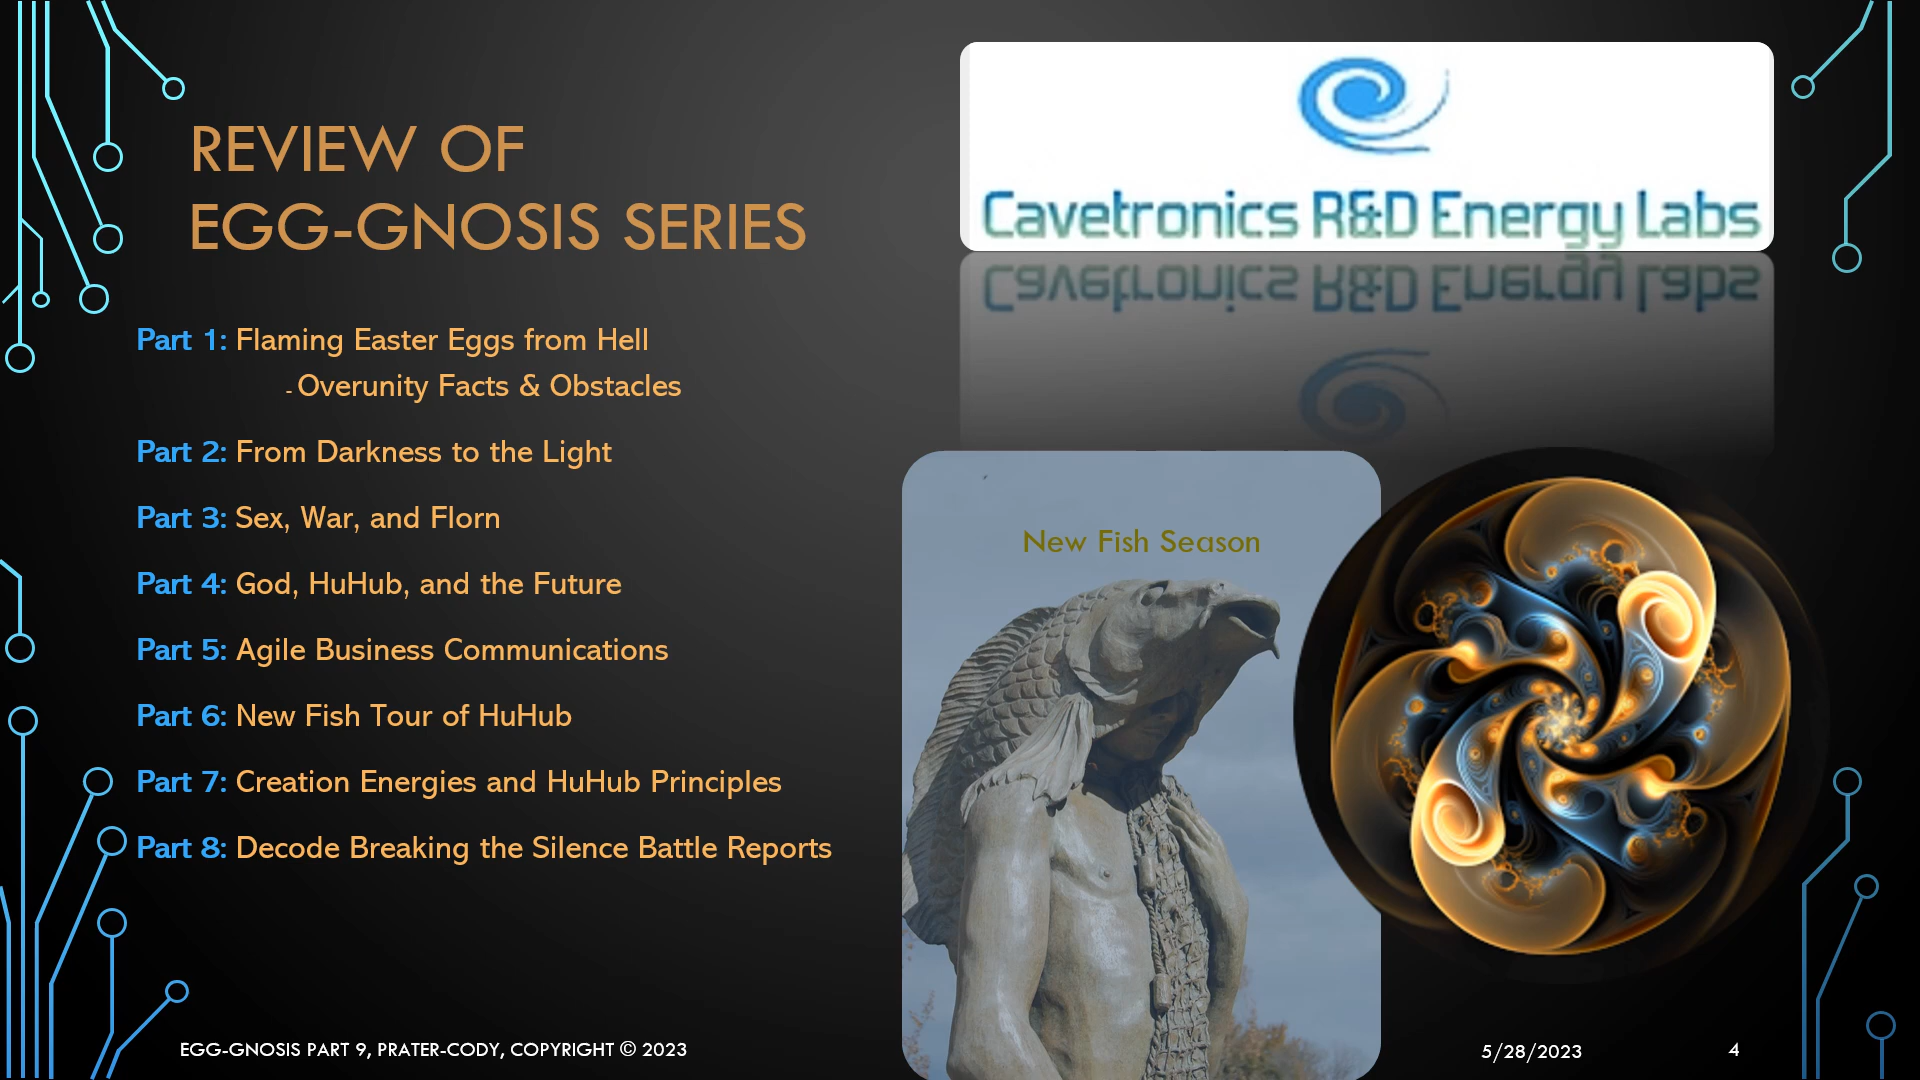 REVIEW OF
EGG-GNOSIS SERIES
Part 1: Flaming Easter Eggs from Hell
- Overunity Facts & Obstacles
Part 2: From Darkness to the Light
Part 3: Sex, War, and Florn
Part 4: God, HuHub, and the Future
Part 5: Agile Business Communications
Part 6: New Fish Tour of HuHub
Part 7: Creation Energies and HuHub Principles
Part 8: Decode Breaking the Silence Battle Reports
Cavetronics R&D Energy Labs
New Fish Season
EGG-GNOSIS PART 9, PRATER-CODY, COPYRIGHT © 2023
5/28/2023
4